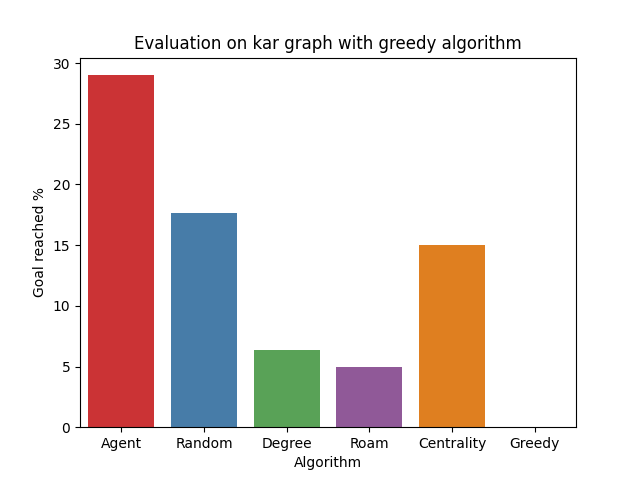 Evaluation on kar graph with greedy algorithm
Goal reached %
30
25
20
15
10
5
0
Agent Random Degree Roam Centrality Greedy
Algorithm